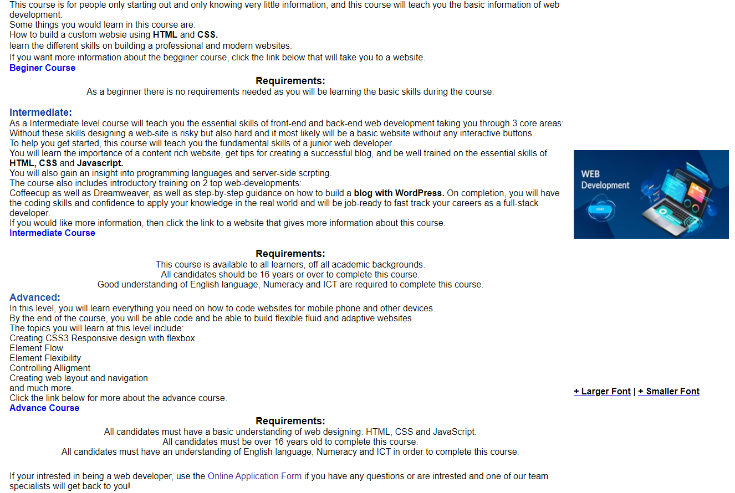 This course is for people only starting out and only knowing very little information, and this course will teach you the basic information of web
development.
Some things you would learn in this course are.
How to build a custom websie using HTML and CSS.
learn the different skills on building a professional and modern websites.
If you want more information about the begginer course, click the link below that will take you to a website.
Beginer Course
Requirements:
As a beginner there is no requirements needed as you will be learning the basic skills during the course.
Intermediate:
As a Intermediate level course will teach you the essential skills of front-end and back-end web development taking you through 3 core areas:
Without these skills designing a web-site is risky but also hard and it most likely will be a basic website without any interactive buttons.
To help you get started, this course will teach you the fundamental skills of a junior web developer.
You will learn the importance of a content rich website, get tips for creating a successful blog, and be well trained on the essential skills of
HTML, CSS and Javascript.
You will also gain an insight into programming languages and server-side scrpting.
The course also includes introductory training on 2 top web-developments:
Coffeecup as well as Dreamweaver, as well as step-by-step guidance on how to build a blog with WordPress. On completion, you will have
the coding skills and confidence to apply your knowledge in the real world and will be job-ready to fast track your careers as a full-stack
developer.
If you would like more information, then click the link to a website that gives more information about this course.
Intermediate Course
WEB
Development
Requirements:
This course is available to all learners, off all academic backgrounds.
All candidates should be 16 years or over to complete this course.
Good understanding of English language, Numeracy and ICT are required to complete this course.
Advanced:
In this level, you will learn everything you need on how to code websites for mobile phone and other devices.
By the end of the course, you will be able code and be able to build flexible fluid and adaptive websites
The topics you will learn at this level include:
Creating CSS3 Responsive design with flexbox
Element Flow
Element Flexibility
Controlling Alligment
Creating web layout and navigation
and much more.
Click the link below for more about the advance course.
Advance Course
+ Larger Font | + Smaller Font
Requirements:
All candidates must have a basic understanding of web designing: HTML, CSS and JavaScript.
All candidates must be over 16 years old to complete this course.
All candidates must have an understanding of English language, Numeracy and ICT in order to complete this course.
If your intrested in being a web developer, use the Online Application Form if you have any questions or are intrested and one of our team
specialists will get back to you!